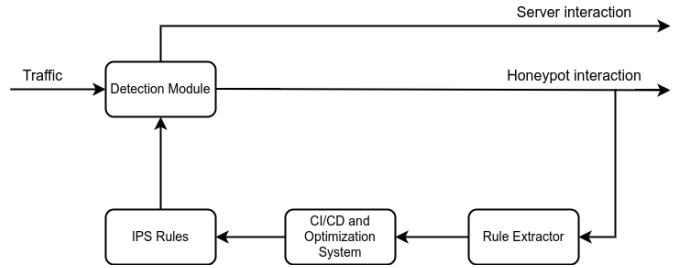 Server interaction
Traffic
Honeypot interaction
Detection Module
IPS Rules
CI/CD and
Optimization
System
Rule Extractor